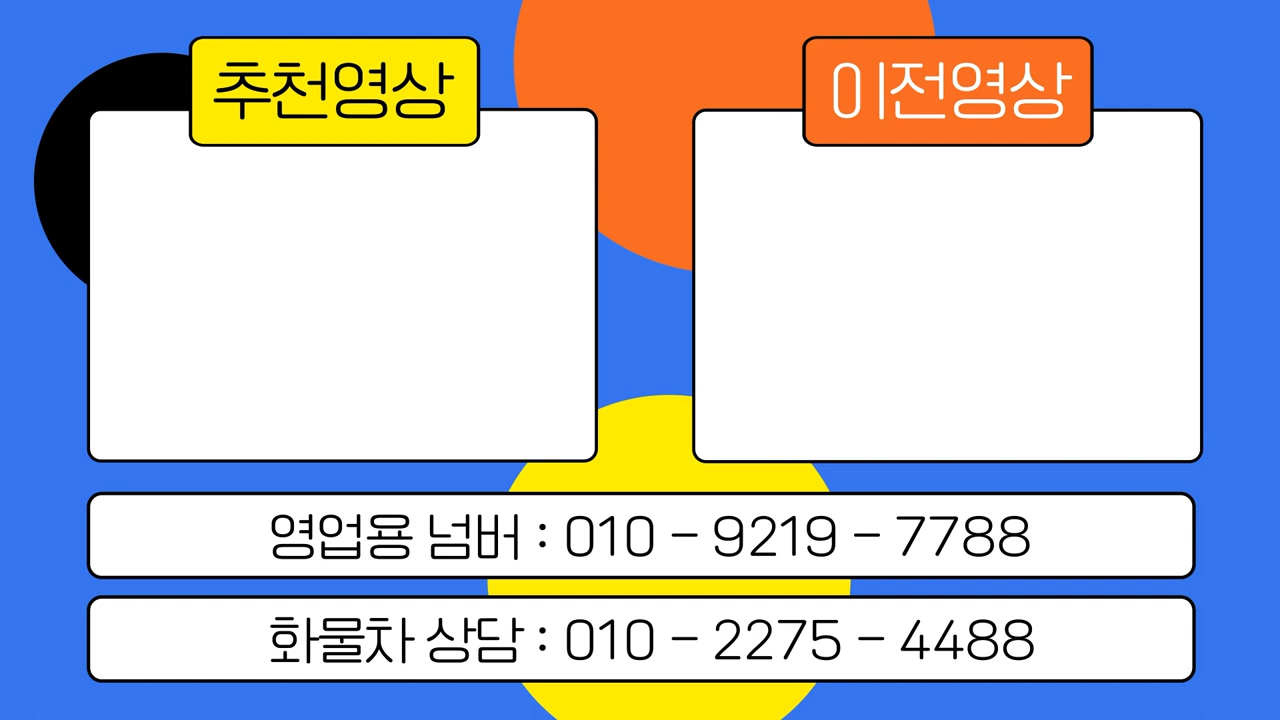 추천영상
이전영상
영업용 넘버 : 010 - 9219 - 7788
화물차 상담 : 010 - 2275 - 4488